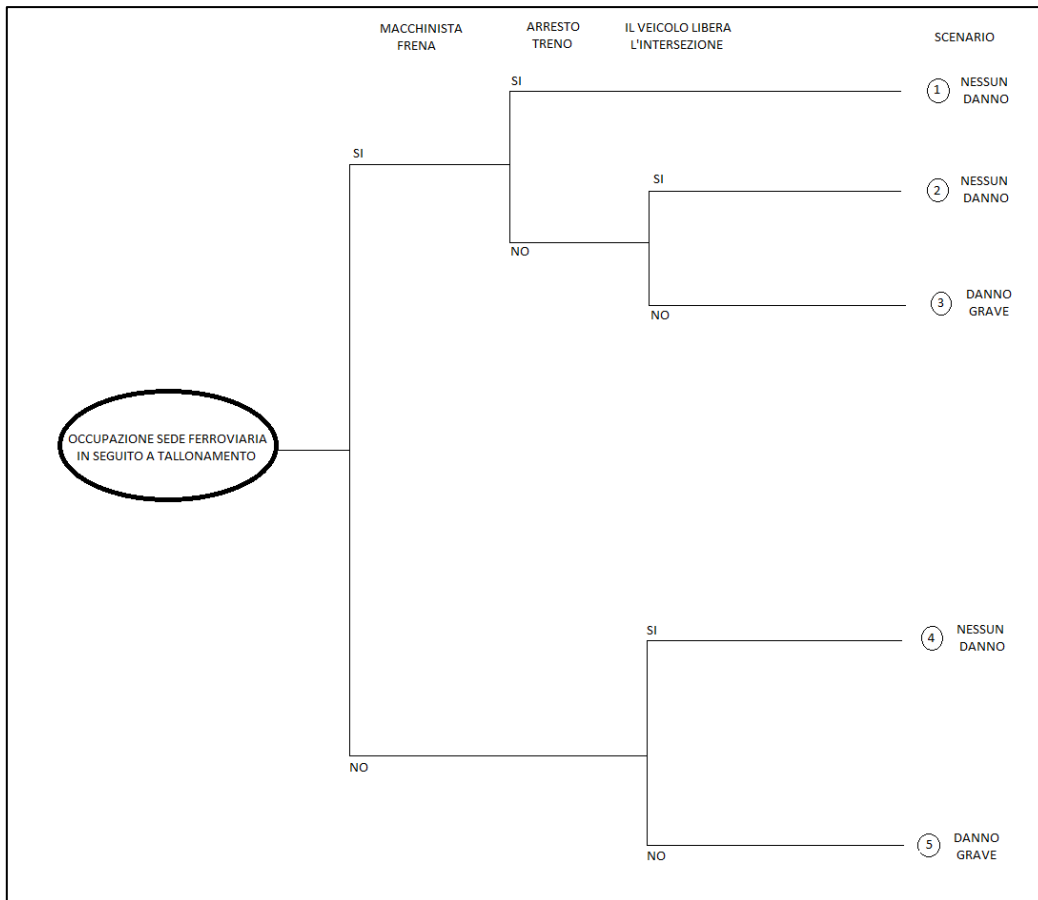 MACCHINISTA
FRENA
ARRESTO
TRENO
IL VEICOLO LIBERA
L'INTERSEZIONE
SCENARIO
SI
1
NESSUN
DANNO
SI
SI
2
NESSUN
DANNO
NO
3
DANNO
GRAVE
NO
OCCUPAZIONE SEDE FERROVIARIA
IN SEGUITO A TALLONAMENTO
SI
4
NESSUN
DANNO
NO
5
DANNO
GRAVE
NO